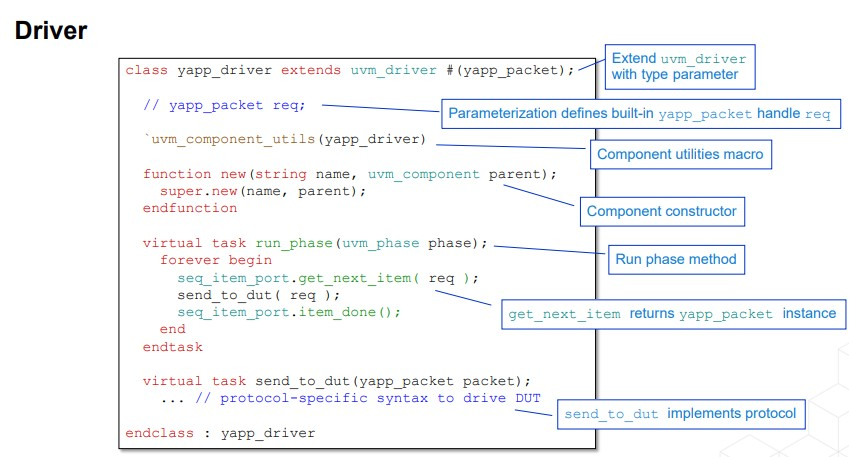 Driver
class yapp_driver extends uvm_driver #(yapp_packet);
Extend uvm_driver
with type parameter
// yapp_packet req;
Parameterization defines built-in yapp_packet handle req
`uvm_component_utils(yapp_driver)
Component utilities macro
function new(string name, uvm_component parent);
super.new(name, parent);
endfunction
Component constructor
virtual task run_phase(uvm_phase phase);
Run phase method
forever begin
seq_item_port.get_next_item( req );
send_to_dut( req );
seq_item_port.item_done();
get_next_item returns yapp_packet instance
end
endtask
virtual task send_to_dut(yapp_packet packet);
... // protocol-specific syntax to drive DUT
send_to_dut implements protocol
endclass : yapp_driver